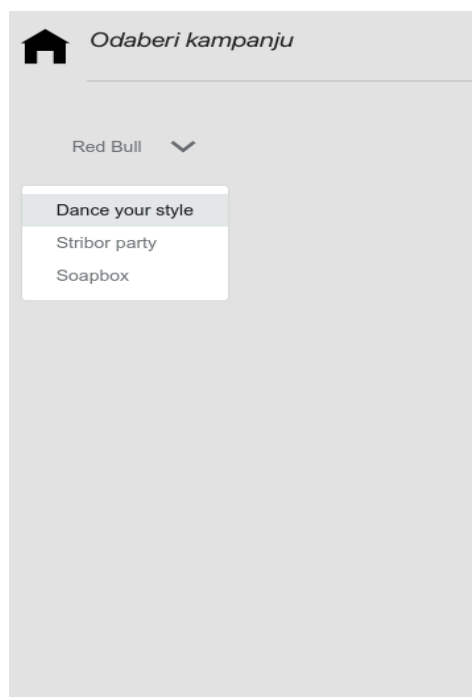 Odaberi kampanju
Red Bull
Dance your style
Stribor party
Soapbox